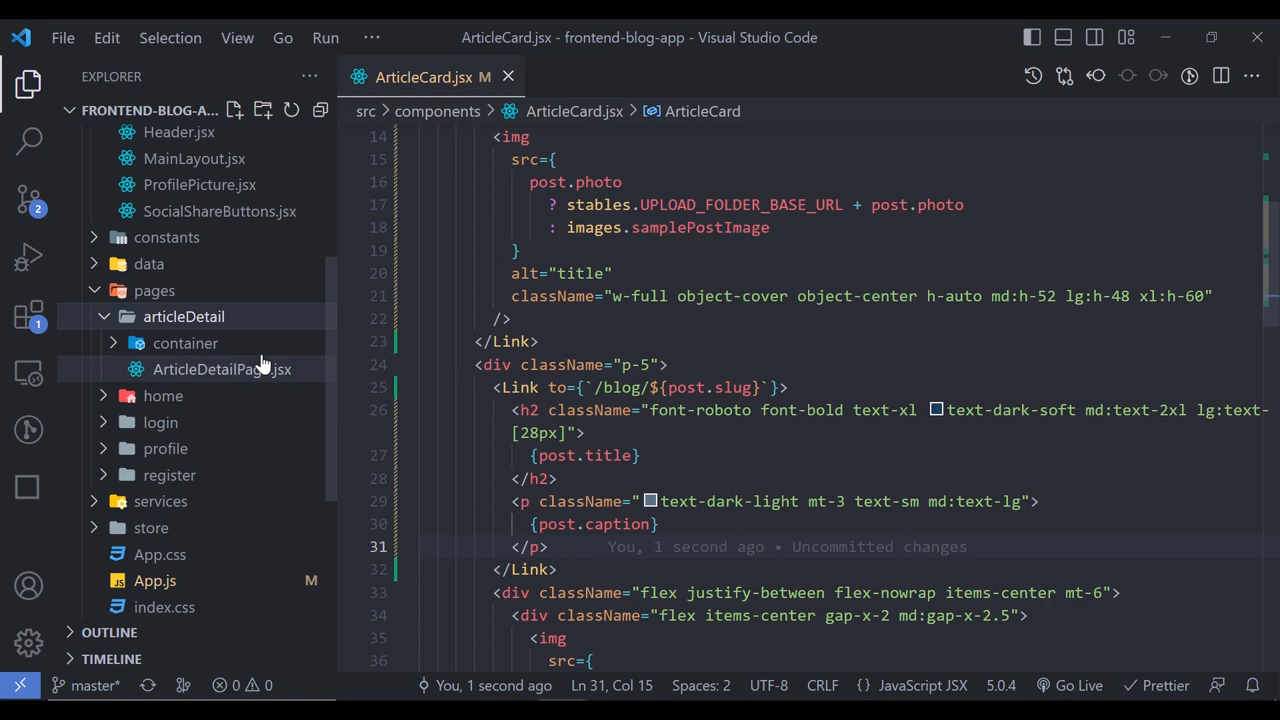 File Edit Selection View Go Run ··· ArticleCard.jsx - frontend-blog-app - Visual Studio Code
EXPLORER ···
ArticleCard.jsx M
FRONTEND-BLOG-A...
src > components > ArticleCard.jsx > ArticleCard
Header.jsx
MainLayout.jsx
ProfilePicture.jsx
SocialShareButtons.jsx
constants
data
pages
articleDetail
container
ArticleDetailPage.jsx
home
login
profile
register
services
store
App.css
App.js M
index.css
OUTLINE
TIMELINE
2
1
14 <img
15 src={
16 post.photo
17 ? stables.UPLOAD_FOLDER_BASE_URL + post.photo
18 : images.samplePostImage
19 }
20 alt="title"
21 className="w-full object-cover object-center h-auto md:h-52 lg:h-48 xl:h-60"
22 />
23 </Link>
24 <div className="p-5">
25 <Link to={`/blog/${post.slug}`}>
26 <h2 className="font-roboto font-bold text-xl text-dark-soft md:text-2xl lg:text-
[28px]">
27 {post.title}
28 </h2>
29 <p className="text-dark-light mt-3 text-sm md:text-lg">
30 {post.caption}
31 </p> You, 1 second ago • Uncommitted changes
32 </Link>
33 <div className="flex justify-between flex-nowrap items-center mt-6">
34 <div className="flex items-center gap-x-2 md:gap-x-2.5">
35 <img
36 src={
master* 0 0 You, 1 second ago Ln 31, Col 15 Spaces: 2 UTF-8 CRLF {} JavaScript JSX 5.0.4 Go Live Prettier